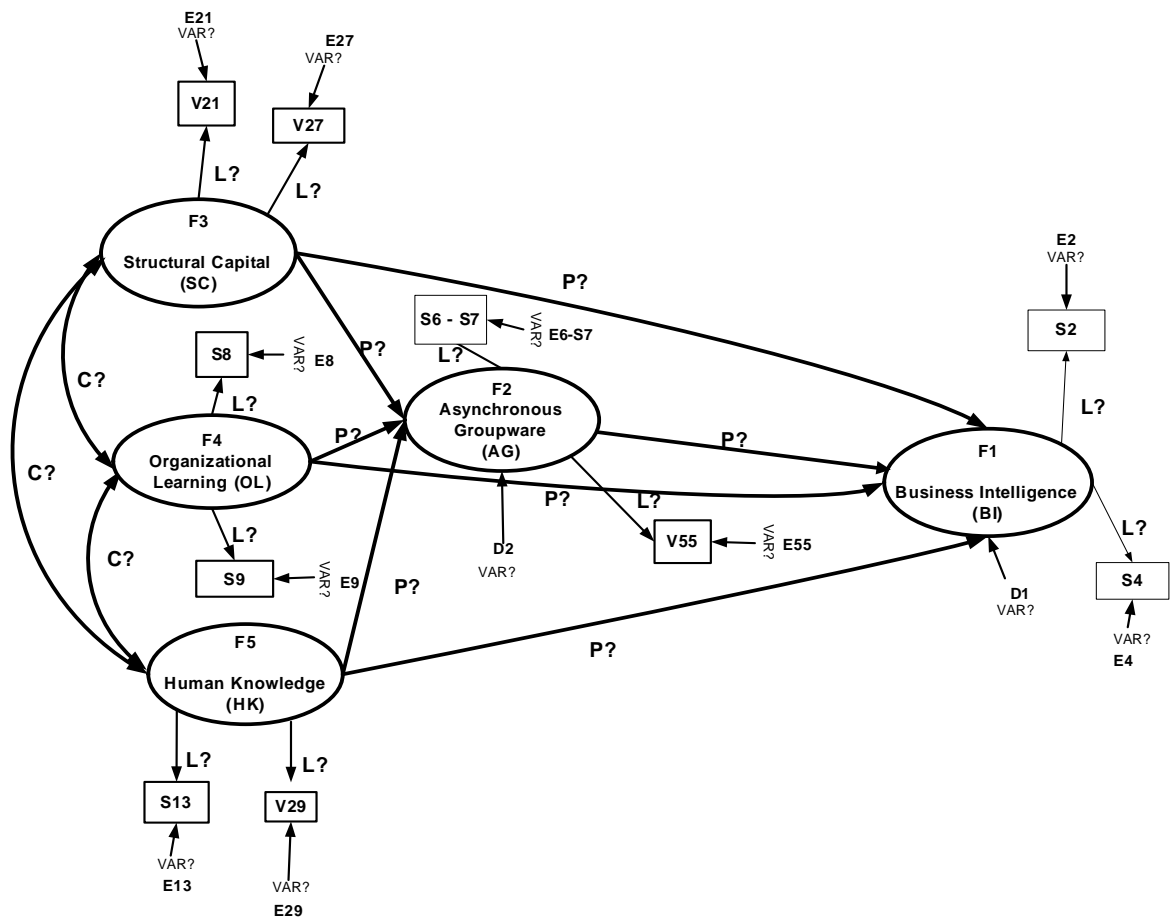 E21
VAR?
E27
VAR?
V21
V27
L?
L?
F3
Structural Capital
(SC)
P?
E2
VAR?
S2
L?
S6 - S7
VAR?
E6-S7
L?
P?
S8
VAR?
E8
L?
C?
F2
Asynchronous
Groupware
(AG)
P?
P?
F4
Organizational
Learning (OL)
F1
Business Intelligence
(BI)
C?
P?
L?
L?
L?
V55
VAR?
E55
D2
VAR?
C?
S9
VAR?
E9
P?
D1
VAR?
S4
VAR?
E4
F5
Human Knowledge
(HK)
P?
L?
L?
S13
V29
VAR?
E13
VAR?
E29